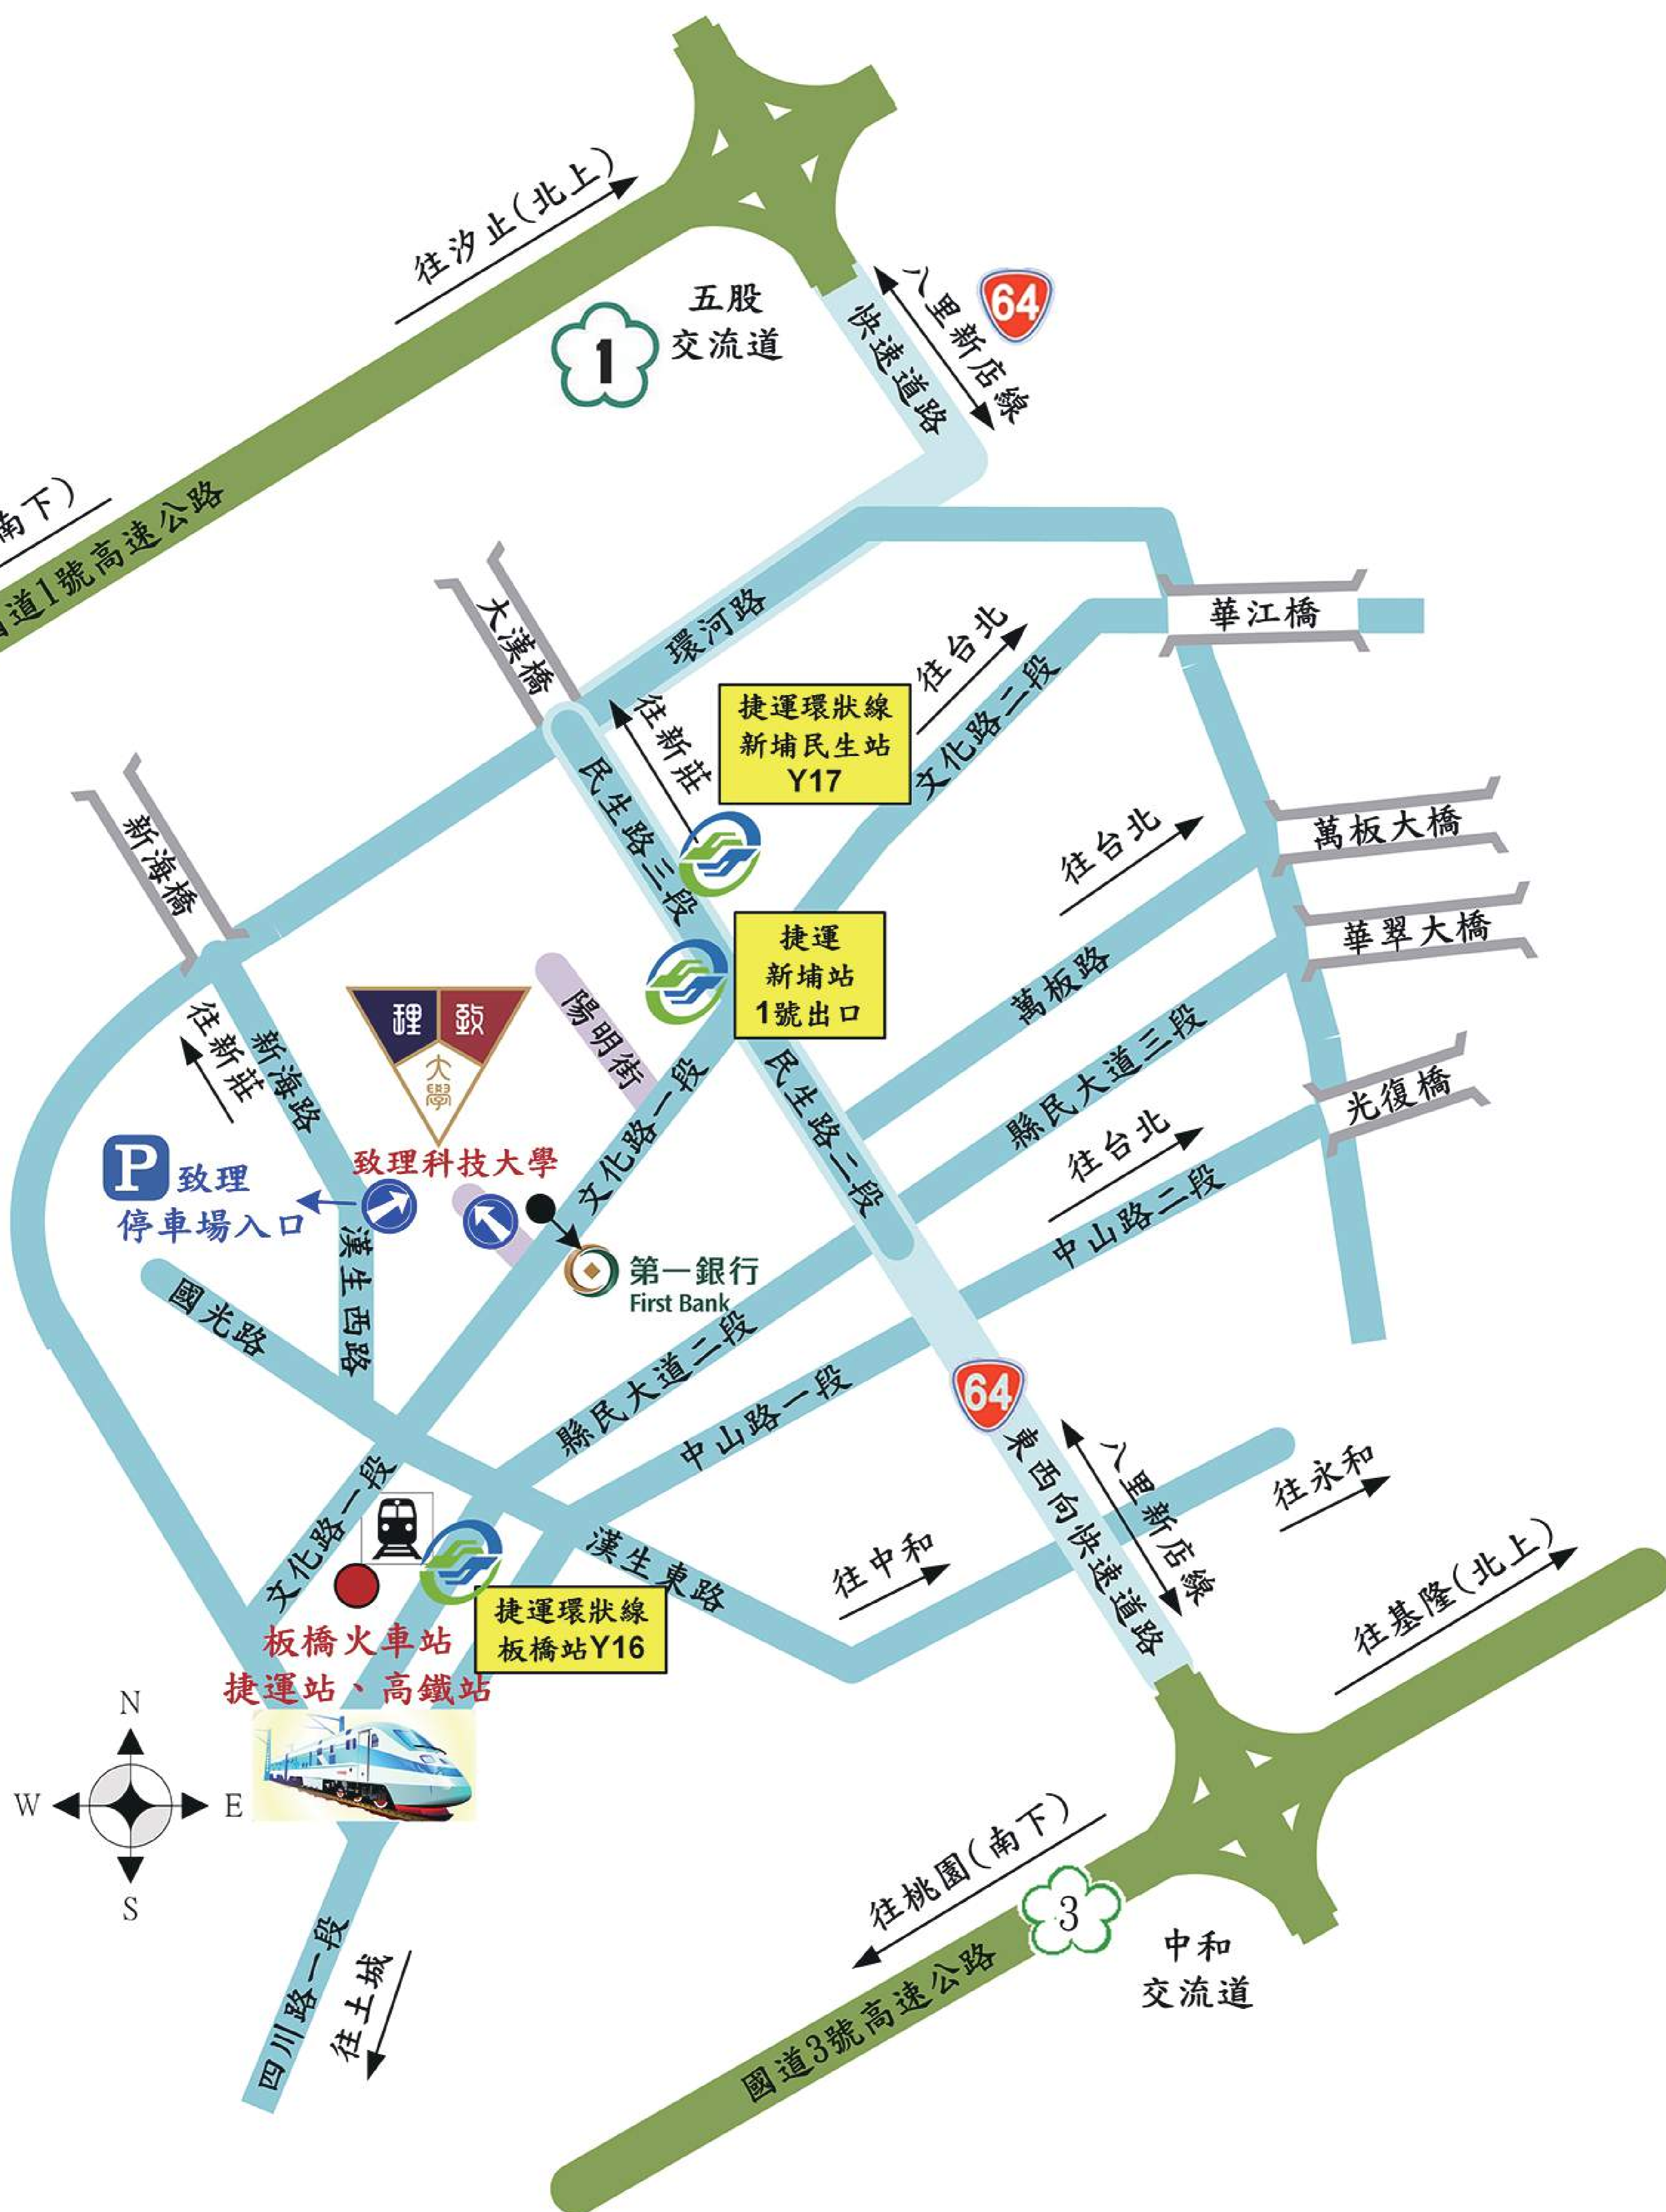 往汐止(北上)
五股
交流道
1
快速道路
八里新店線
64
南下)
道1號高速公路
大漢橋
環河路
華江橋
往台北
文化路二段
往新莊
捷運環狀線
新埔民生站
Y17
民生路三段
新海橋
往台北
萬板大橋
華翠大橋
捷運
新埔站
1號出口
萬板路
縣民大道三段
往新莊
新海路
理 致
大學
陽明街
文化路一段
民生路二段
光復橋
往台北
中山路二段
P 致理
停車場入口
致理科技大學
漢生西路
國光路
第一銀行
First Bank
縣民大道二段
中山路一段
64
東西向快速道路
八里新店線
往永和
文化路一段
漢生東路
往中和
往基隆(北上)
捷運環狀線
板橋站Y16
板橋火車站
捷運站、高鐵站
N
W
E
S
往桃園(南下)
3
中和
交流道
國道3號高速公路
四川路一段
往土城